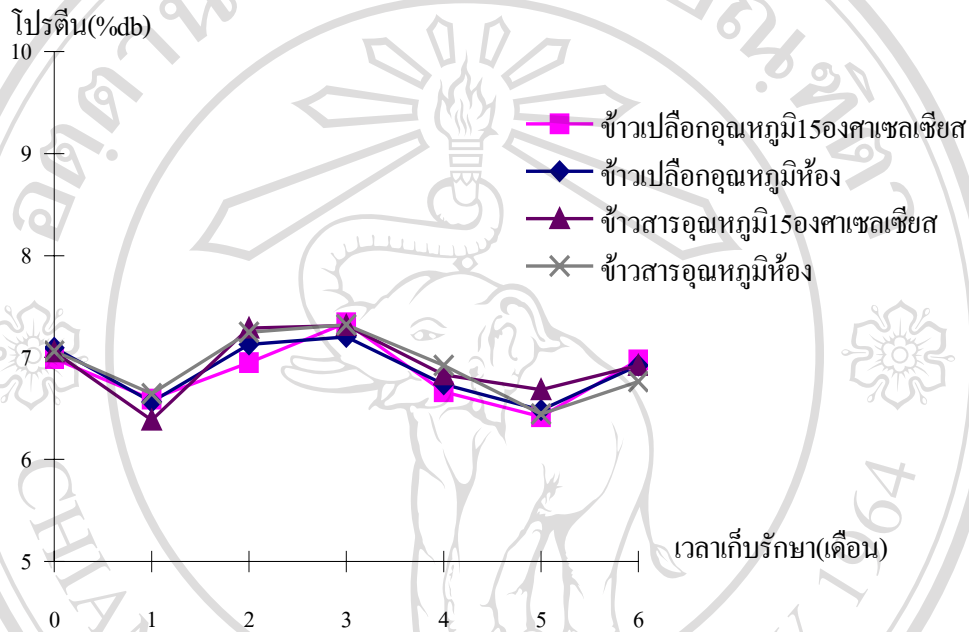 โปรตีน(%db)
10
9
8
7
6
5
0 1 2 3 4 5 6
เวลาเก็บรักษา(เดือน)
ข้าวเปลือกอุณหภูมิ15องศาเซลเซียส
ข้าวเปลือกอุณหภูมิห้อง
ข้าวสารอุณหภูมิ15องศาเซลเซียส
ข้าวสารอุณหภูมิห้อง
1964